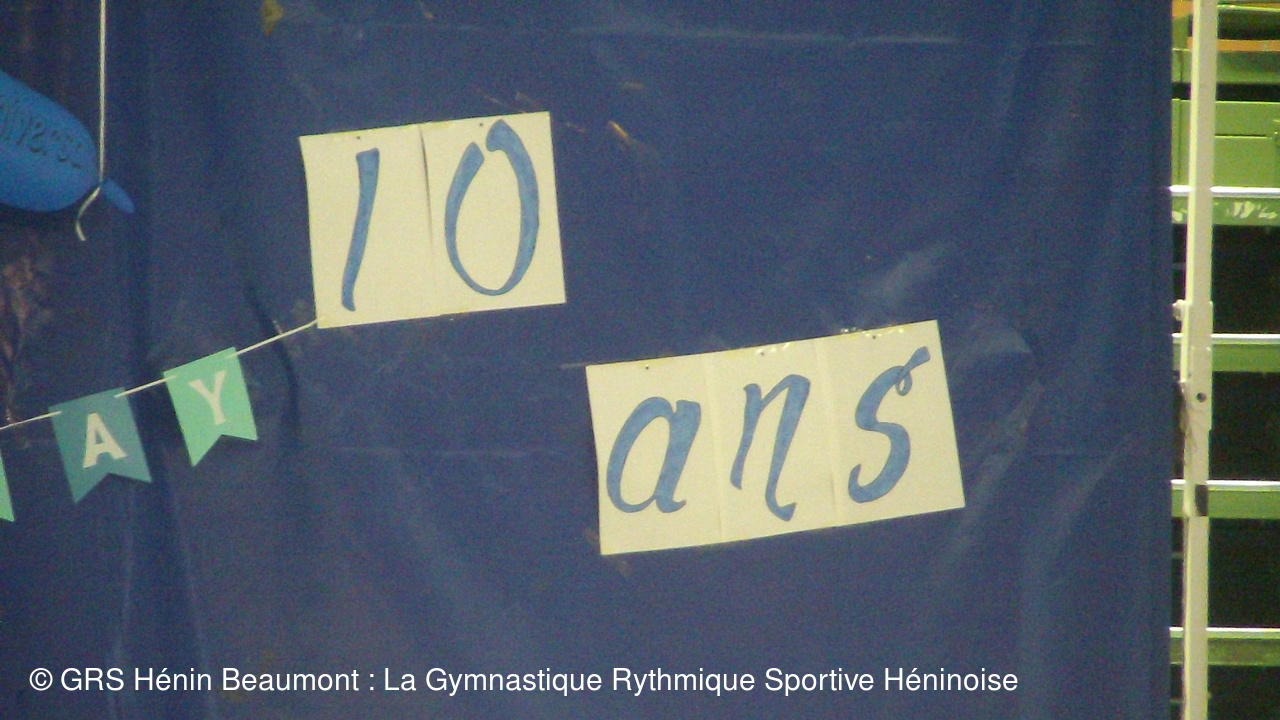 10
ans
A Y
© GRS Hénin Beaumont : La Gymnastique Rythmique Sportive Héninoise